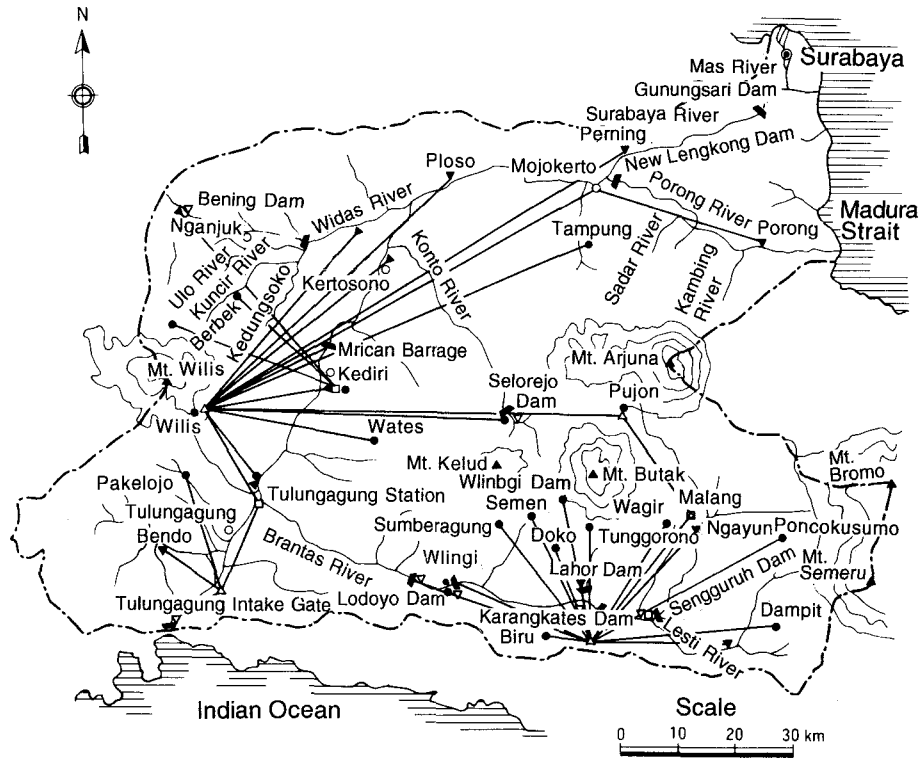 N
Surabaya
Mas River
Gunungsari Dam
Surabaya River
Perning
New Lengkong Dam
Mojokerto
Ploso
Porong River
Porong
Madura
Strait
Bening Dam
Widas River
Nganjuk
Ulo River
Kuncir River
Berbek
Kedungsoko
Kertosono
Konto River
Tampung
Sadar River
Kambing
River
Mt. Wilis
Mrican Barrage
Kediri
Mt. Arjuna
Selorejo
Dam
Pujon
Wilis
Wates
Mt. Kelud
Mt. Butak
Mt.
Bromo
Pakelojo
Tulungagung Station
Wlinbgi Dam
Semen
Wagir
Malang
Tulungagung
Sumberagung
Doko
Tunggorono
Ngayun
Poncokusumo
Bendo
Brantas River
Wlingi
Lahor Dam
Sengguruh Dam
Mt.
Semeru
Lodoyo Dam
Tulungagung Intake Gate
Karangkates Dam
Biru
Lesti River
Dampit
Indian Ocean
Scale
0 10 20 30 km